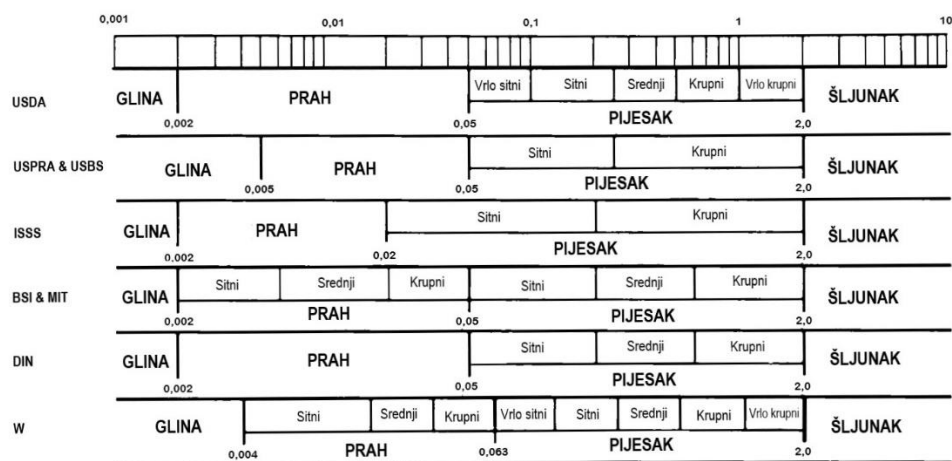 0,001 0,01 0,1 1 10
USDA GLINA PRAH Vrlo sitni Sitni Srednji Krupni Vrlo krupni ŠLJUNAK
PIJESAK
0,002 0,05 2,0
USPRA & USBS GLINA PRAH Sitni Krupni ŠLJUNAK
PIJESAK
0,005 0,05 2,0
ISSS GLINA PRAH Sitni Krupni ŠLJUNAK
PIJESAK
0,002 0,02 2,0
BSI & MIT GLINA Sitni Srednji Krupni Sitni Srednji Krupni ŠLJUNAK
PRAH PIJESAK
0,002 0,05 2,0
DIN GLINA PRAH Sitni Srednji Krupni ŠLJUNAK
PIJESAK
0,002 0,05 2,0
W GLINA Sitni Srednji Krupni Vrlo sitni Sitni Srednji Krupni Vrlo krupni ŠLJUNAK
PRAH PIJESAK
0,004 0,063 2,0